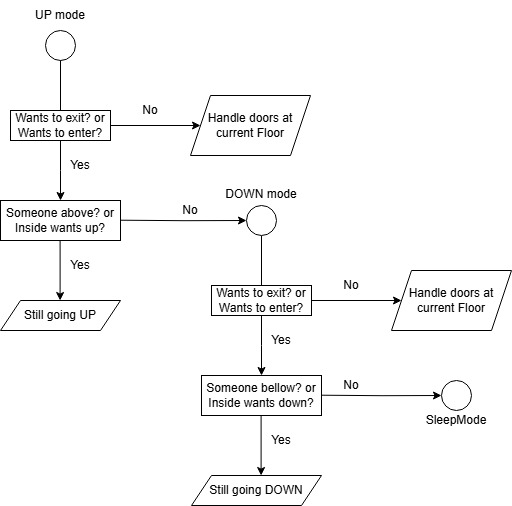 UP mode
Wants to exit? or
Wants to enter?
No
Handle doors at
current Floor
Yes
Someone above? or
Inside wants up?
No
DOWN mode
Yes
Still going UP
Wants to exit? or
Wants to enter?
No
Handle doors at
current Floor
Yes
Someone bellow? or
Inside wants down?
No
SleepMode
Yes
Still going DOWN